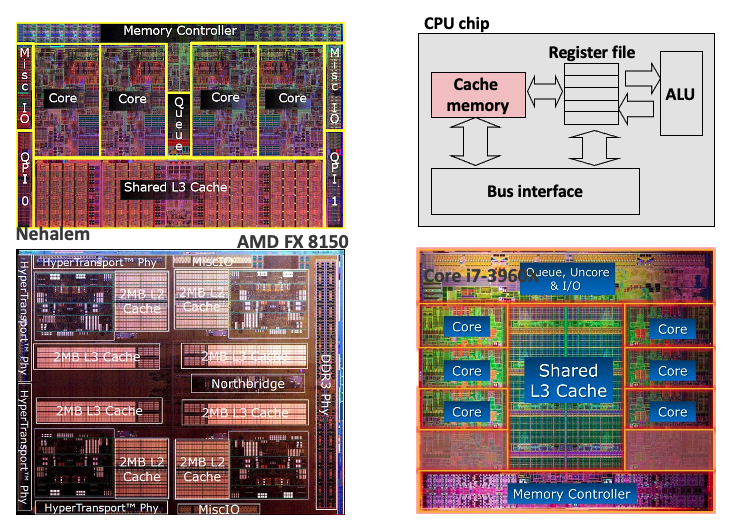 Memory Controller
Misc IO
Core
Core
Queue
Core
Core
Misc IO
QPI 0
Shared L3 Cache
QPI 1
Nehalem
CPU chip
Register file
Cache
memory
ALU
Bus interface
AMD FX 8150
HyperTransport™ Phy
MiscIO
HyperTransport™ Phy
2MB L2
Cache
2MB L2
Cache
2MB L3 Cache
2MB L3 Cache
DDR3 Phy
Northbridge
2MB L3 Cache
2MB L3 Cache
HyperTransport™ Phy
2MB L2
Cache
2MB L2
Cache
HyperTransport™ Phy
MiscIO
Core i7-3960X
Queue, Uncore
& I/O
Core
Core
Core
Shared
L3 Cache
Core
Core
Core
Memory Controller